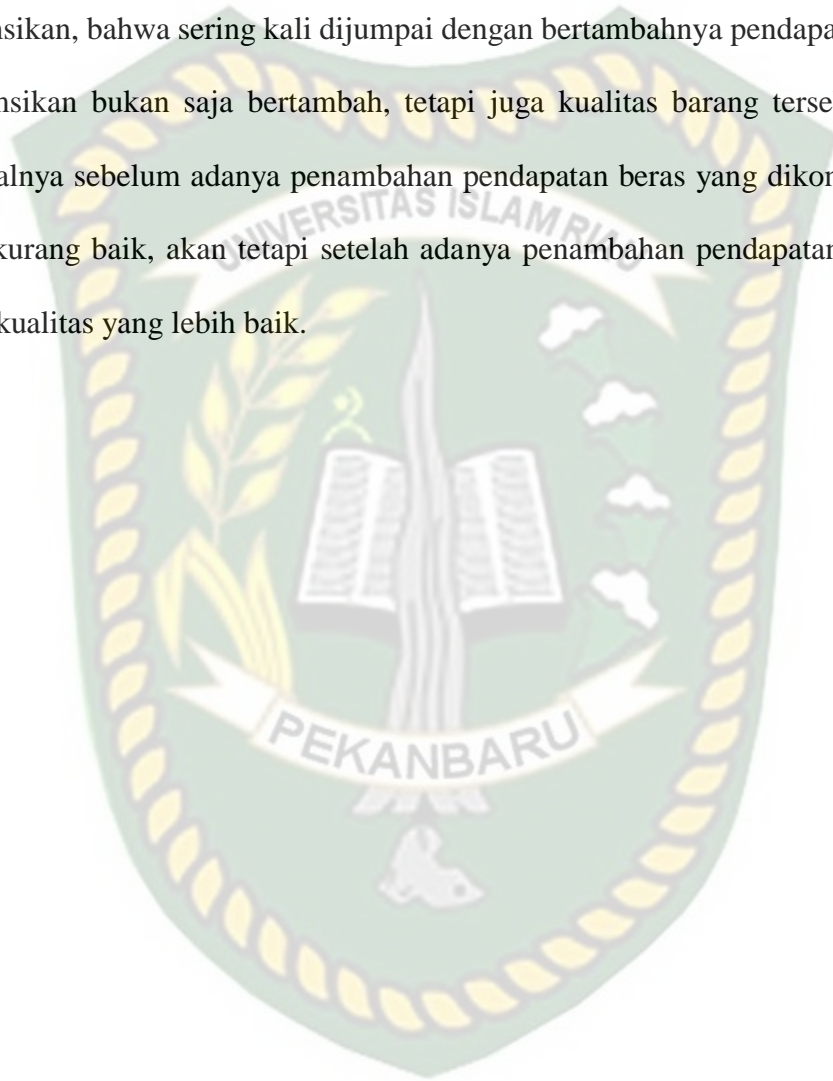 nsikan, bahwa sering kali dijumpai dengan bertambahnya pendapa
nsikan bukan saja bertambah, tetapi juga kualitas barang terse
alnya sebelum adanya penambahan pendapatan beras yang dikon
kurang baik, akan tetapi setelah adanya penambahan pendapatan
kualitas yang lebih baik.
UNIVERSITAS ISLAM RIAU
PEKANBARU